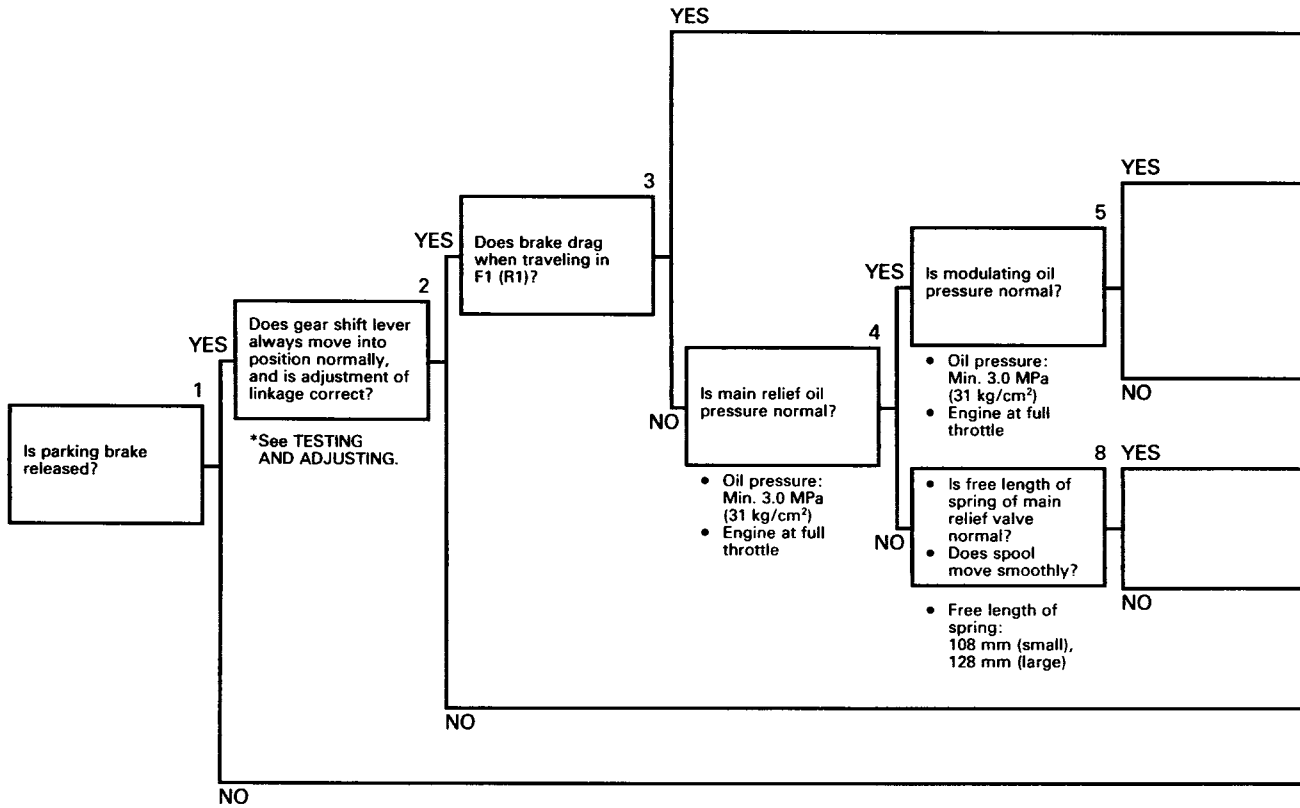 YES
YES
3
5
YES
Does brake drag
when traveling in
F1 (R1)?
2
YES
Is modulating oil
pressure normal?
YES
Does gear shift lever
always move into
position normally,
and is adjustment of
linkage correct?
4
1
NO
Is main relief oil
pressure normal?
• Oil pressure:
Min. 3.0 MPa
(31 kg/cm²)
• Engine at full
throttle
NO
Is parking brake
released?
*See TESTING
AND ADJUSTING.
8
YES
• Oil pressure:
Min. 3.0 MPa
(31 kg/cm²)
• Engine at full
throttle
NO
• Is free length of
spring of main
relief valve
normal?
• Does spool
move smoothly?
NO
• Free length of
spring:
108 mm (small),
128 mm (large)
NO
NO